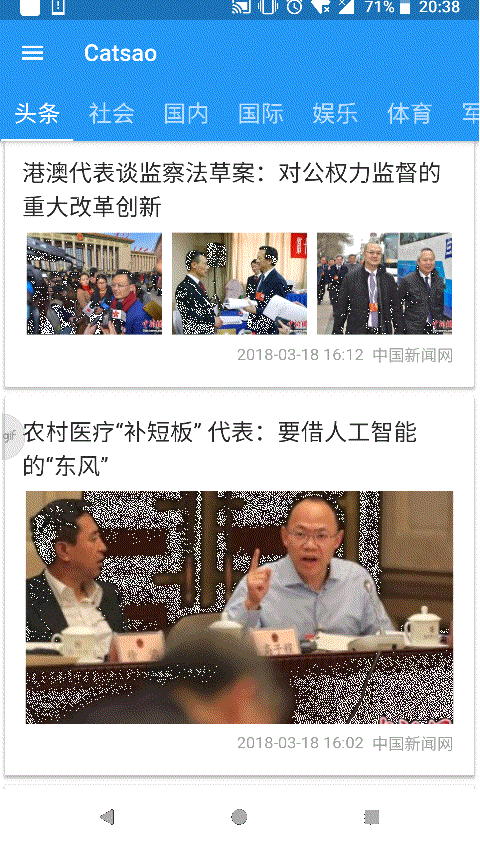 71% 20:38
Catsao
头条 社会 国内 国际 娱乐 体育 军
港澳代表谈监察法草案：对公权力监督的
重大改革创新
2018-03-18 16:12 中国新闻网
gif
农村医疗“补短板” 代表：要借人工智能
的“东风”
2018-03-18 16:02 中国新闻网